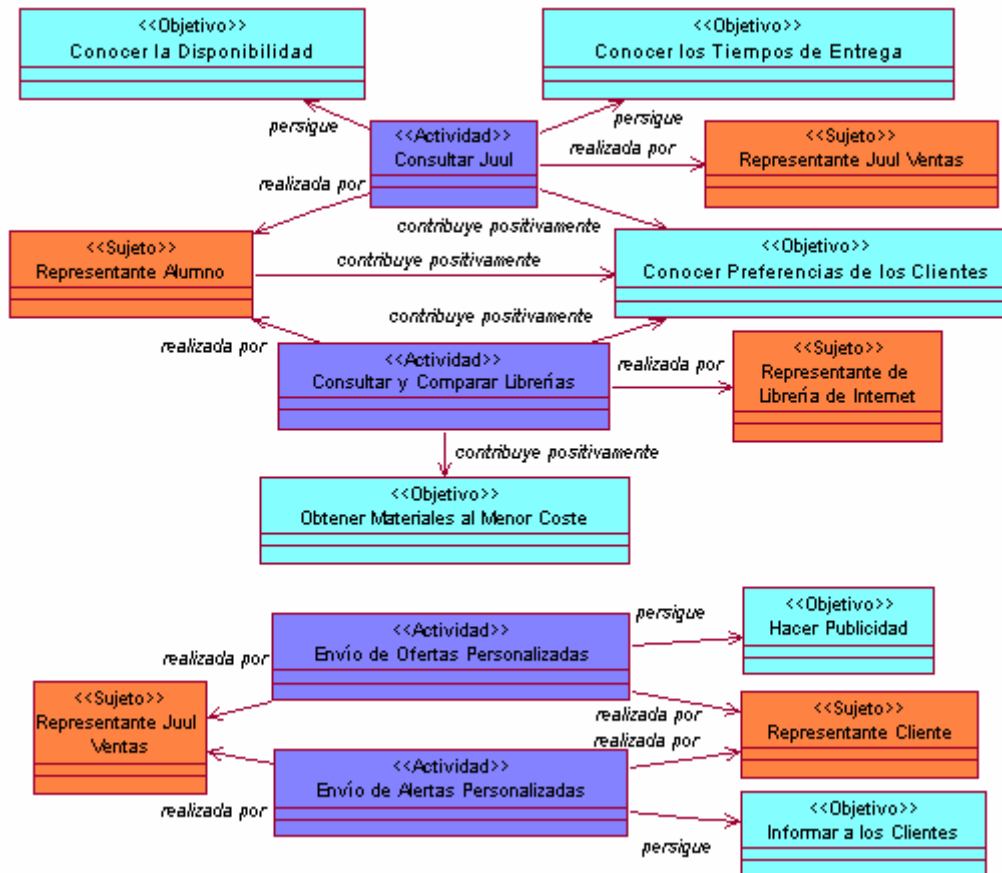 <<Objetivo>>
Conocer la Disponibilidad
<<Objetivo>>
Conocer los Tiempos de Entrega
persigue
persigue
<<Actividad>>
Consultar Juul
realizada por
<<Sujeto>>
Representante Juul Ventas
realizada por
contribuye positivamente
<<Sujeto>>
Representante Alumno
contribuye positivamente
<<Objetivo>>
Conocer Preferencias de los Clientes
contribuye positivamente
realizada por
<<Actividad>>
Consultar y Comparar Librerías
realizada por
<<Sujeto>>
Representante de
Librería de Internet
contribuye positivamente
<<Objetivo>>
Obtener Materiales al Menor Coste
<<Actividad>>
Envío de Ofertas Personalizadas
persigue
<<Objetivo>>
Hacer Publicidad
realizada por
<<Sujeto>>
Representante Juul
Ventas
realizada por
realizada por
<<Sujeto>>
Representante Cliente
<<Actividad>>
Envío de Alertas Personalizadas
realizada por
persigue
<<Objetivo>>
Informar a los Clientes